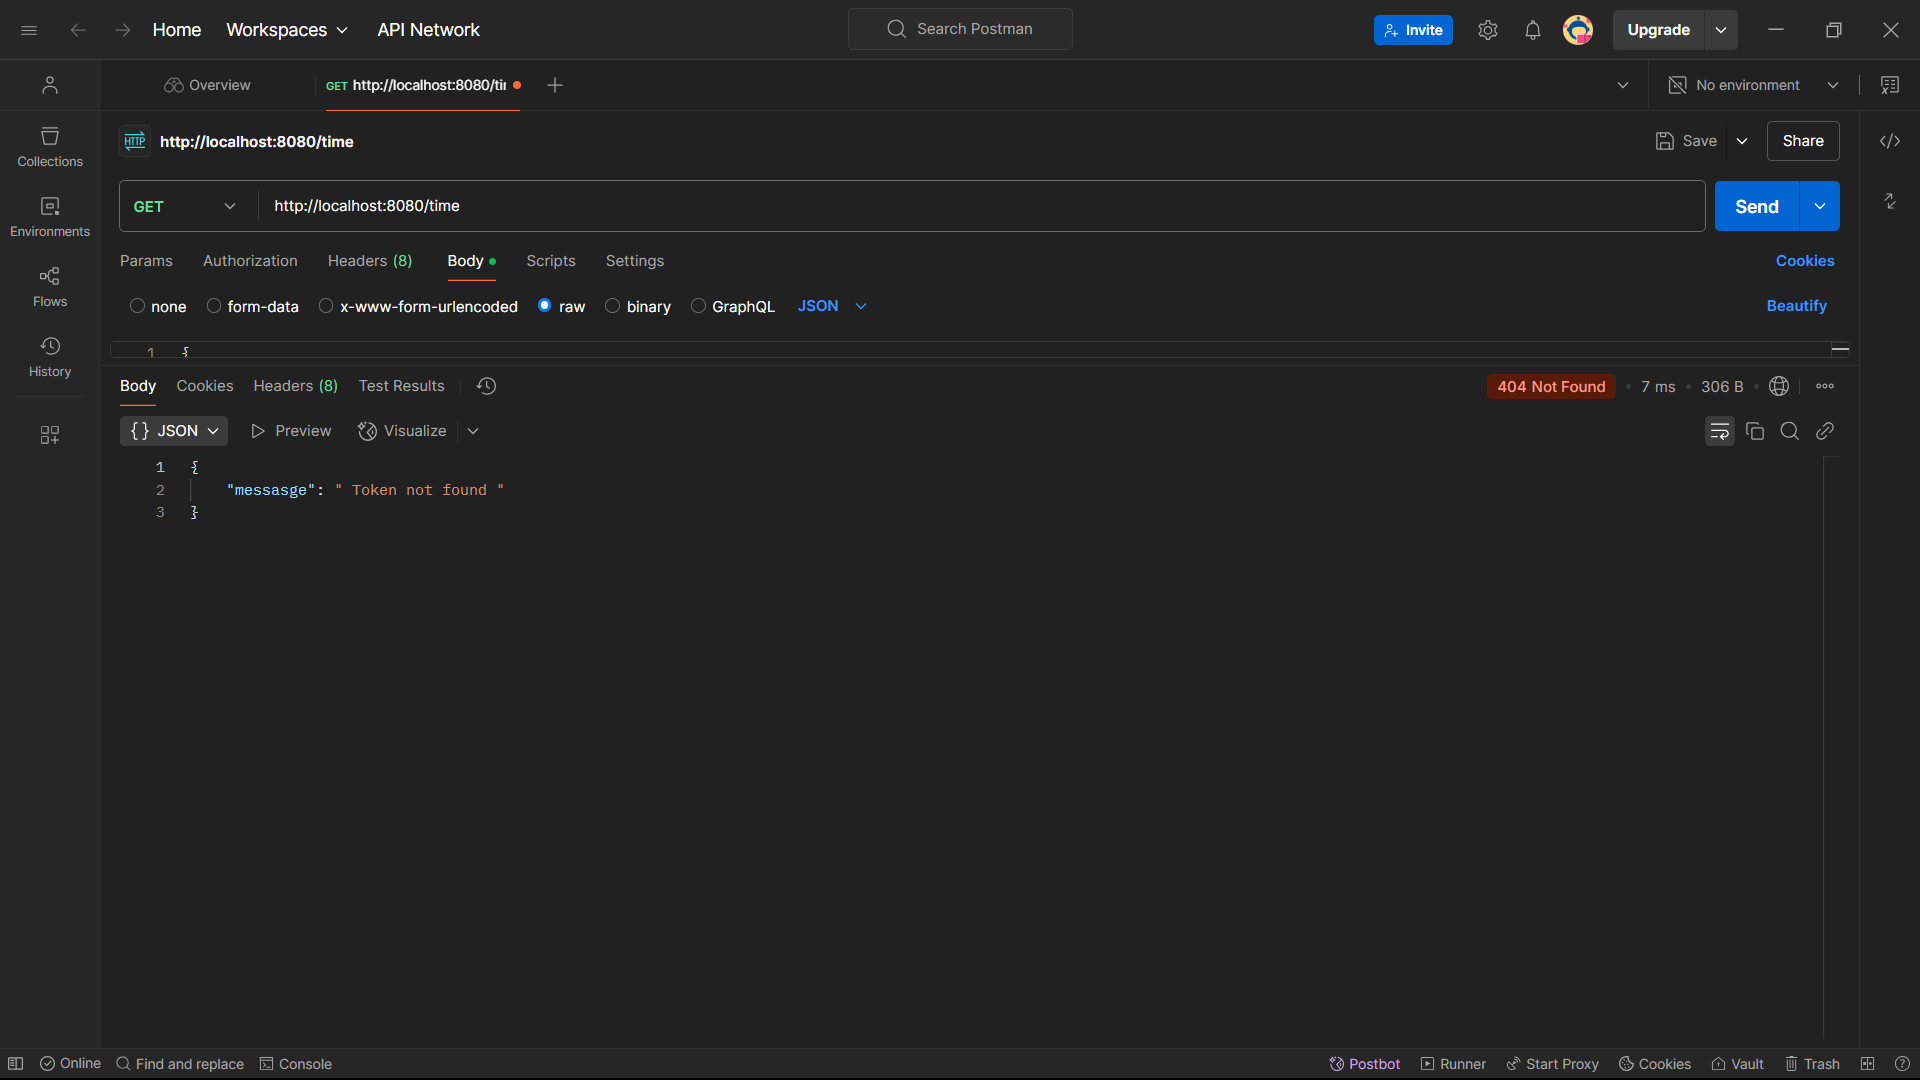 Home Workspaces API Network Search Postman Invite Upgrade
Overview GET http://localhost:8080/ti No environment
HTTP http://localhost:8080/time Save Share
GET http://localhost:8080/time Send
Params Authorization Headers (8) Body Scripts Settings Cookies
none form-data x-www-form-urlencoded raw binary GraphQL JSON Beautify
1 {
Body Cookies Headers (8) Test Results 404 Not Found 7 ms 306 B
{} JSON Preview Visualize
1 {
2 "messasge": " Token not found "
3 }
Collections
Environments
Flows
History
Online Find and replace Console Postbot Runner Start Proxy Cookies Vault Trash